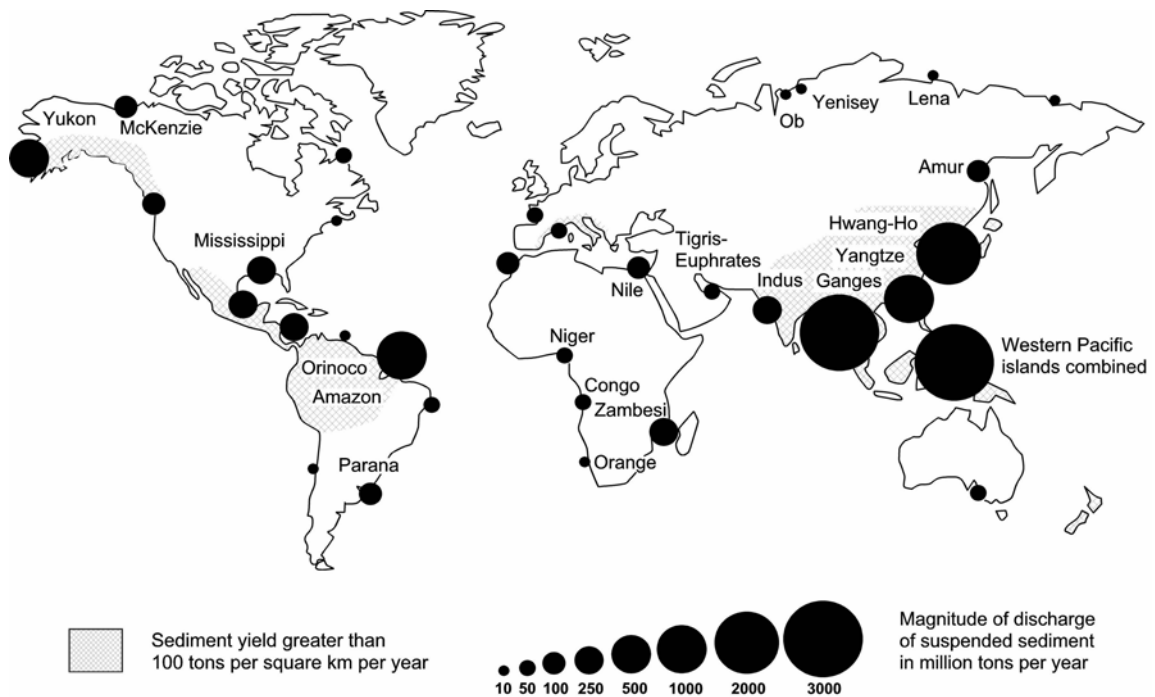 Yukon
McKenzie
Ob
Yenisey
Lena
Amur
Mississippi
Hwang-Ho
Yangtze
Tigris-
Euphrates
Indus
Ganges
Nile
Niger
Western Pacific
islands combined
Orinoco
Amazon
Congo
Zambesi
Parana
Orange
Sediment yield greater than
100 tons per square km per year
10 50 100 250 500 1000 2000 3000
Magnitude of discharge
of suspended sediment
in million tons per year